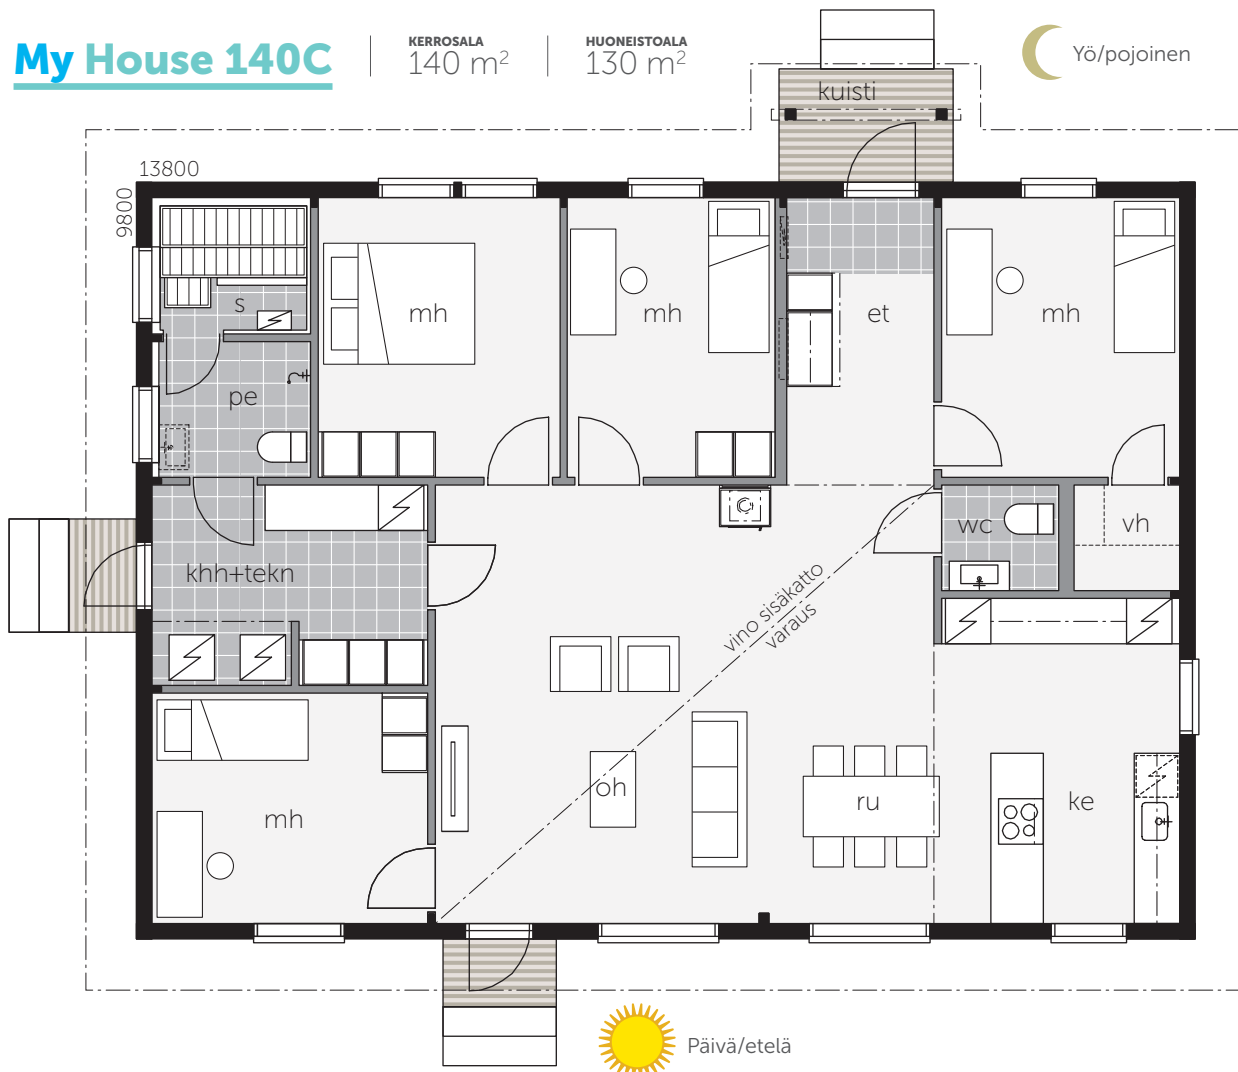 My House 140C
KERROSALA
140 m²
HUONEISTOALA
130 m²
Yö/pojoinen
kuisti
13800
9800
s
mh
mh
et
mh
pe
wc
vh
khh+tekn
vino sisäkatto
varaus
mh
oh
ru
ke
Päivä/etelä